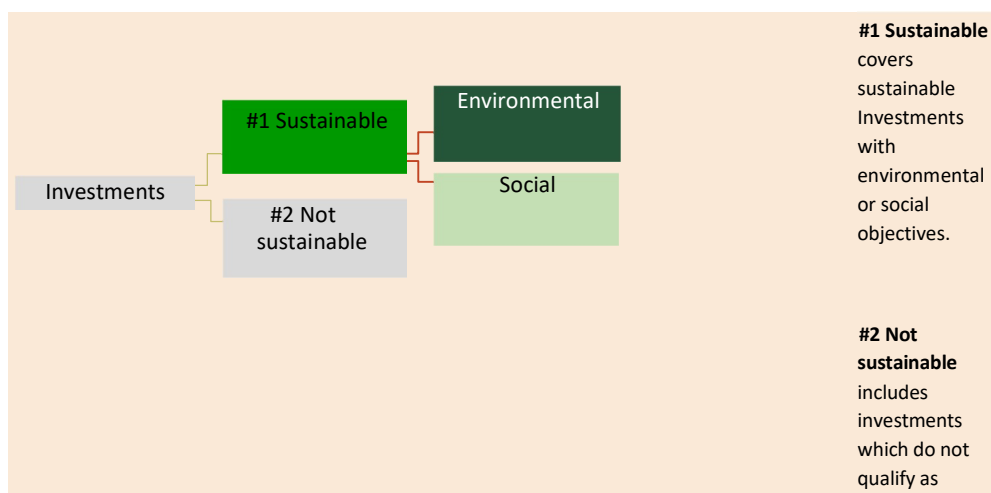 Investments
#1 Sustainable
#2 Not
sustainable
Environmental
Social
#1 Sustainable
covers
sustainable
Investments
with
environmental
or social
objectives.
#2 Not
sustainable
includes
investments
which do not
qualify as